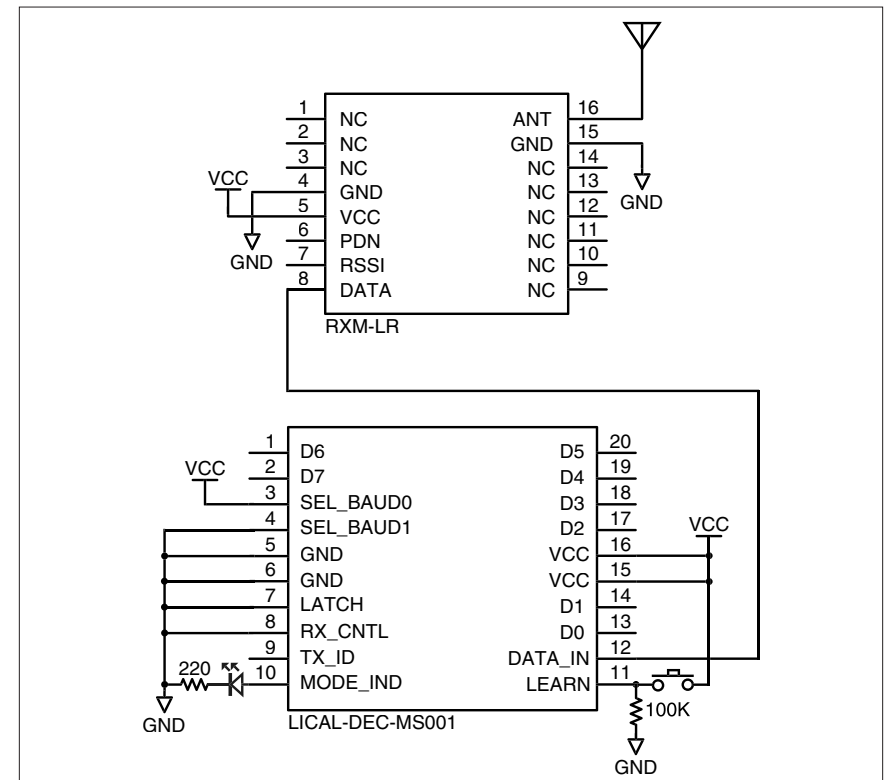 1 NC ANT 16
2 NC GND 15
3 NC NC 14
VCC 4 GND NC 13 GND
5 VCC NC 12
6 PDN NC 11
GND 7 RSSI NC 10
8 DATA NC 9
RXM-LR
1 D6 D5 20
2 D7 D4 19
VCC 3 SEL_BAUD0 D3 18
4 SEL_BAUD1 D2 17 VCC
5 GND VCC 16
6 GND VCC 15
7 LATCH D1 14
8 RX_CNTL D0 13
9 TX_ID DATA_IN 12
220 10 MODE_IND LEARN 11
100K
GND
LICAL-DEC-MS001
GND